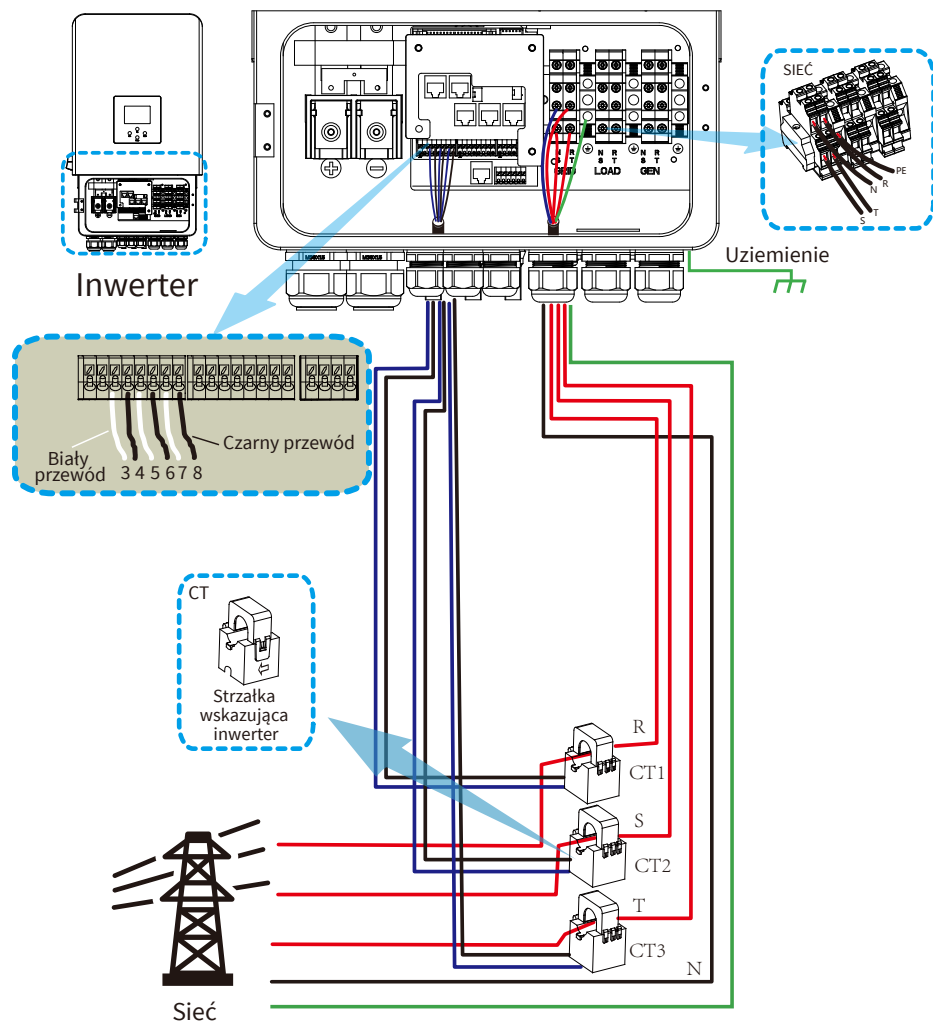 Inwerter
N R
S T
GRID
N R
S T
LOAD
N R
S T
GEN
SIEĆ
PE
R
N
T
S
Uziemienie
Biały
przewód
3 4 5 6 7 8
Czarny przewód
CT
Strzałka
wskazująca
inwerter
R
CT1
S
CT2
T
CT3
N
Sieć